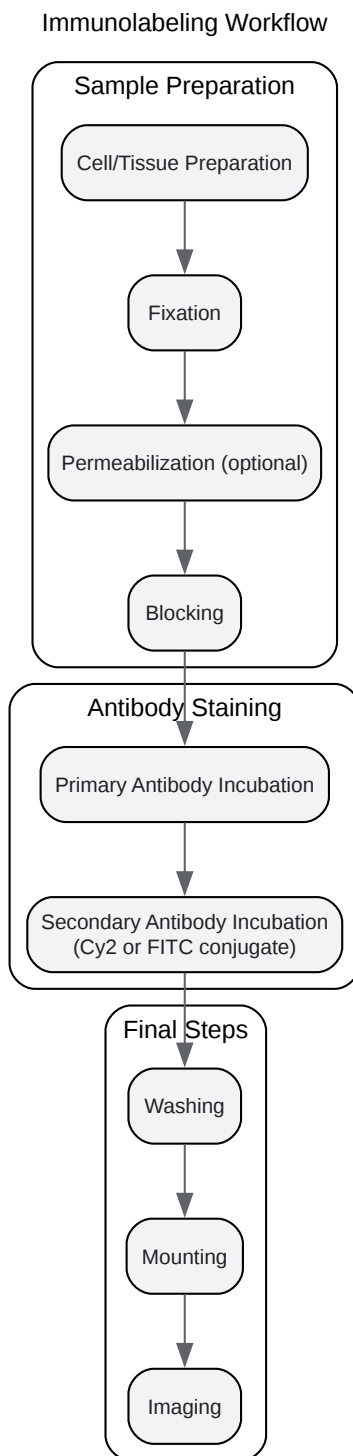 Immunolabeling Workflow
Sample Preparation
Cell/Tissue Preparation
Fixation
Permeabilization (optional)
Blocking
Antibody Staining
Primary Antibody Incubation
Secondary Antibody Incubation
(Cy2 or FITC conjugate)
Final Steps
Washing
Mounting
Imaging